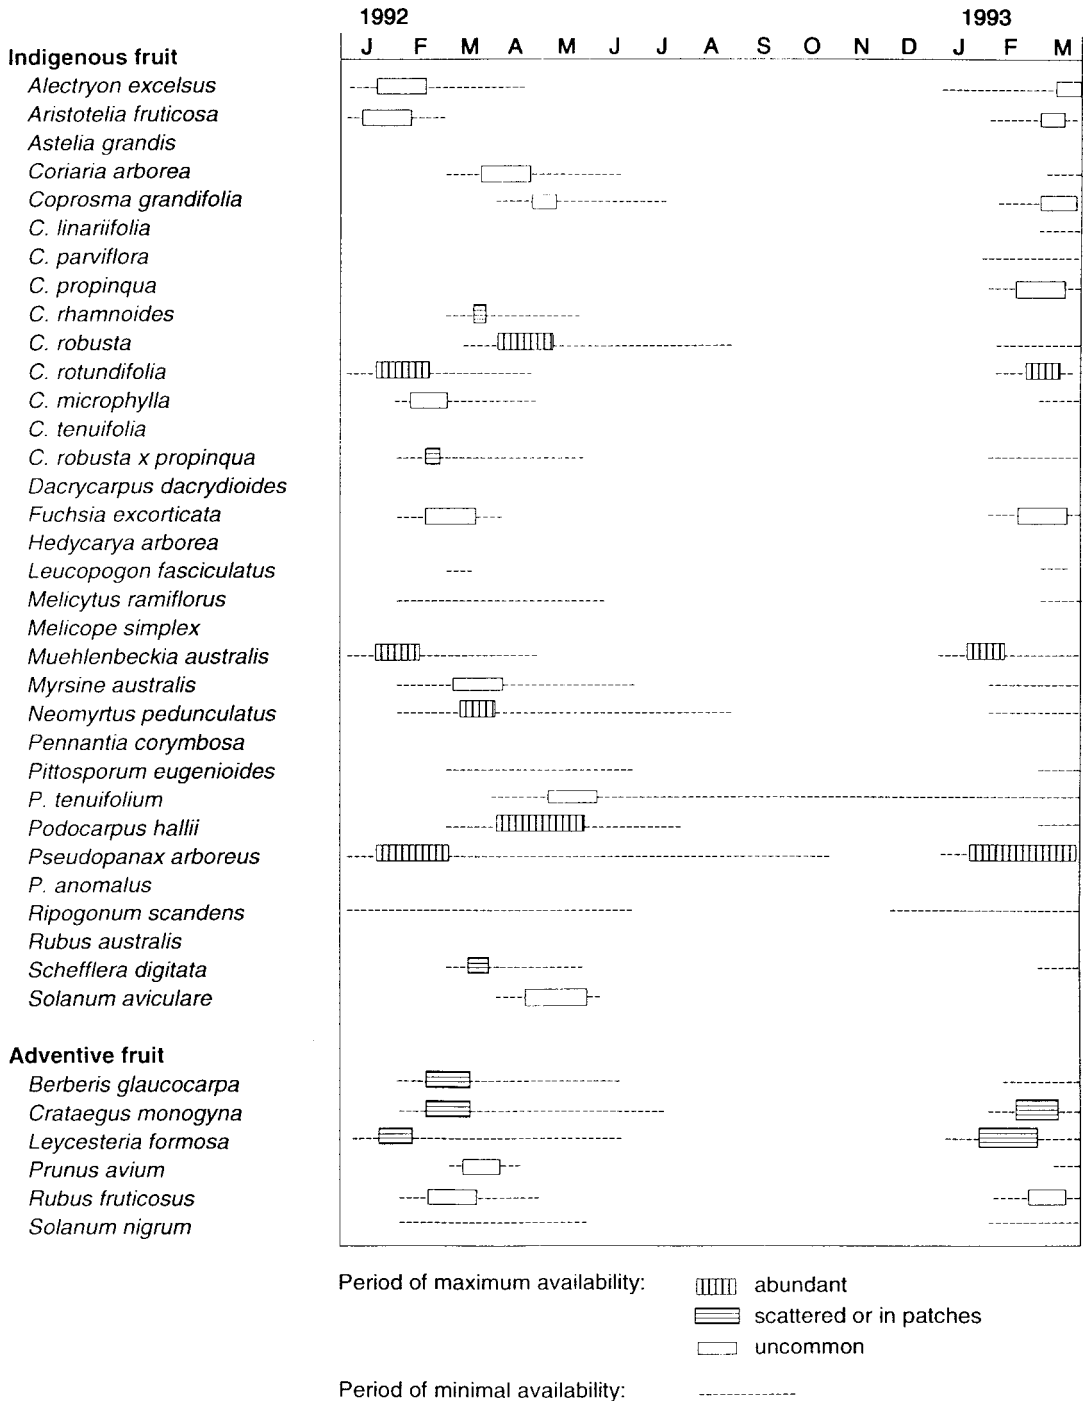 1992 1993
J F M A M J J A S O N D J F M
Indigenous fruit
Alectryon excelsus
Aristotelia fruticosa
Astelia grandis
Coriaria arborea
Coprosma grandifolia
C. linariifolia
C. parviflora
C. propinqua
C. rhamnoides
C. robusta
C. rotundifolia
C. microphylla
C. tenuifolia
C. robusta x propinqua
Dacrycarpus dacrydioides
Fuchsia excorticata
Hedycarya arborea
Leucopogon fasciculatus
Melicytus ramiflorus
Melicope simplex
Muehlenbeckia australis
Myrsine australis
Neomyrtus pedunculatus
Pennantia corymbosa
Pittosporum eugenioides
P. tenuifolium
Podocarpus hallii
Pseudopanax arboreus
P. anomalus
Ripogonum scandens
Rubus australis
Schefflera digitata
Solanum aviculare
Adventive fruit
Berberis glaucocarpa
Crataegus monogyna
Leycesteria formosa
Prunus avium
Rubus fruticosus
Solanum nigrum
Period of maximum availability: abundant
scattered or in patches
uncommon
Period of minimal availability: